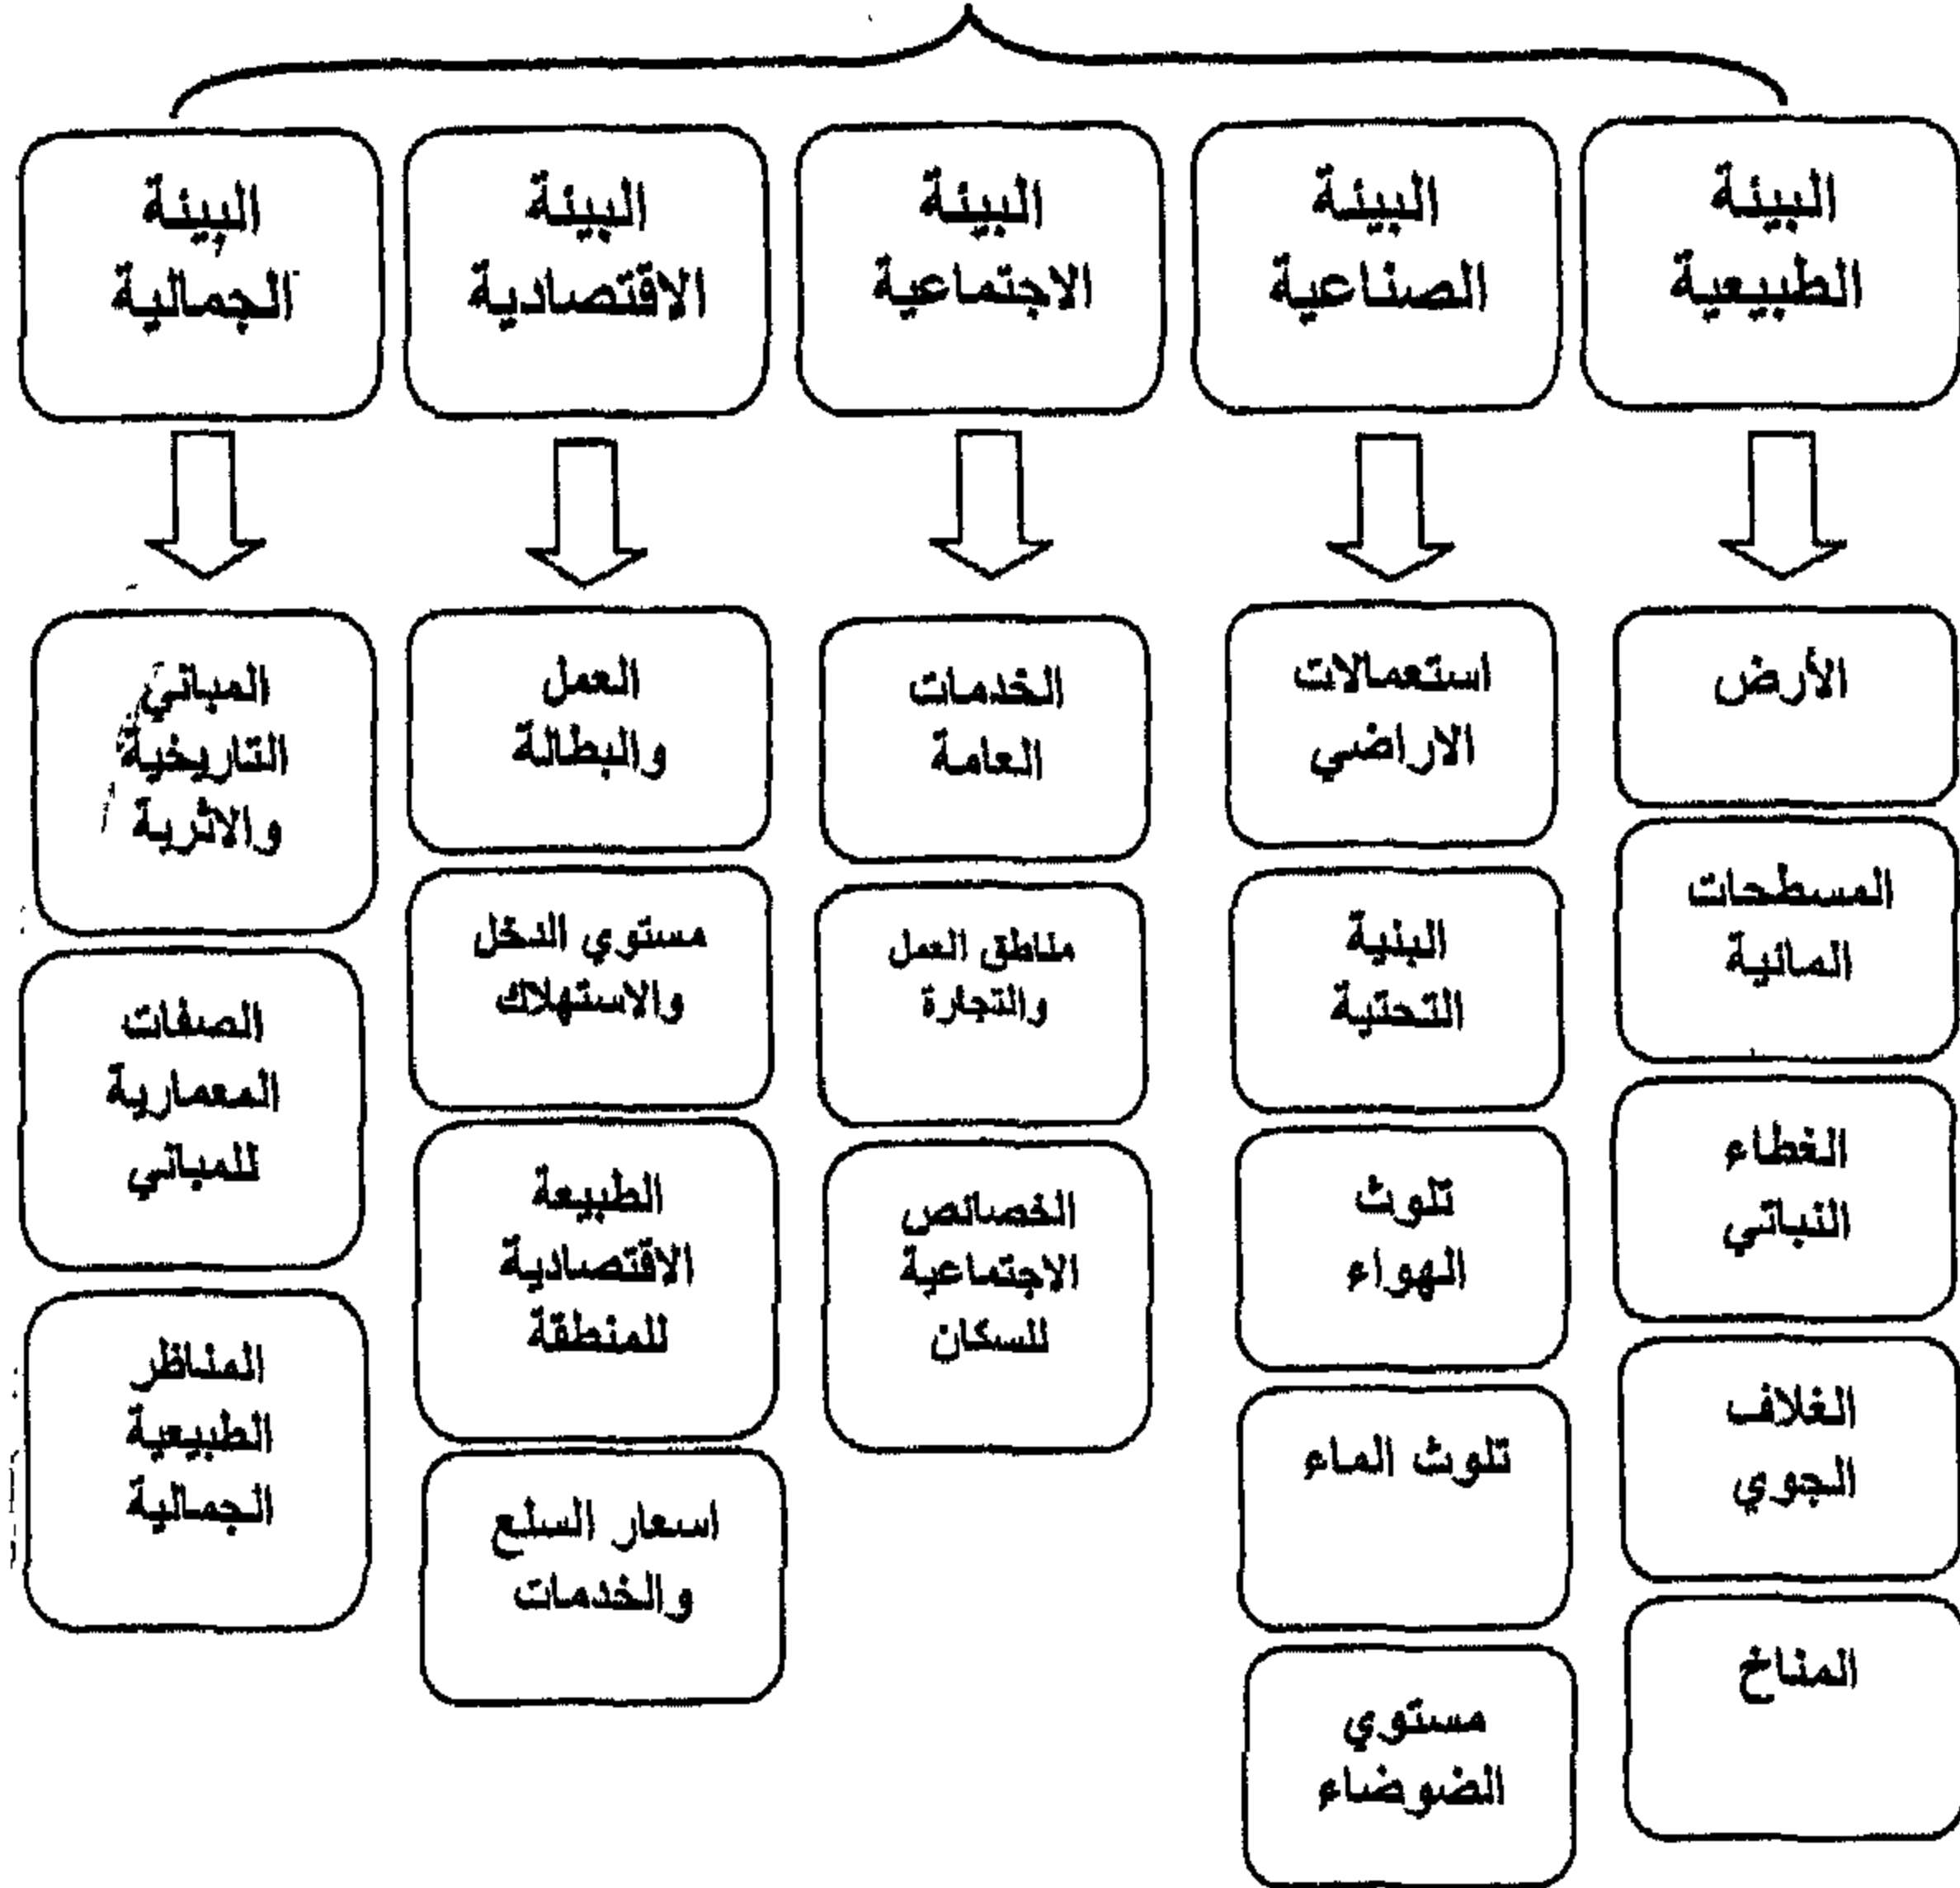 البيئة
الطبيعية
البيئة
الصناعية
البيئة
الاجتماعية
البيئة
الاقتصادية
البيئة
الجمالية
الأرض
المسطحات
المائية
الغطاء
النباتي
الغلاف
الجوي
المناخ
استعمالات
الاراضي
البنية
التحتية
تلوث
الهواء
تلوث الماء
مستوي
الضوضاء
الخدمات
العامة
مناطق العمل
والتجارة
الخصائص
الاجتماعية
للسكان
العمل
والبطالة
مستوي الدخل
والاستهلاك
الطبيعة
الاقتصادية
للمنطقة
اسعار السلع
والخدمات
المباني
التاريخية
والاثرية
الصفات
المعمارية
للمباني
المناظر
الطبيعية
الجمالية